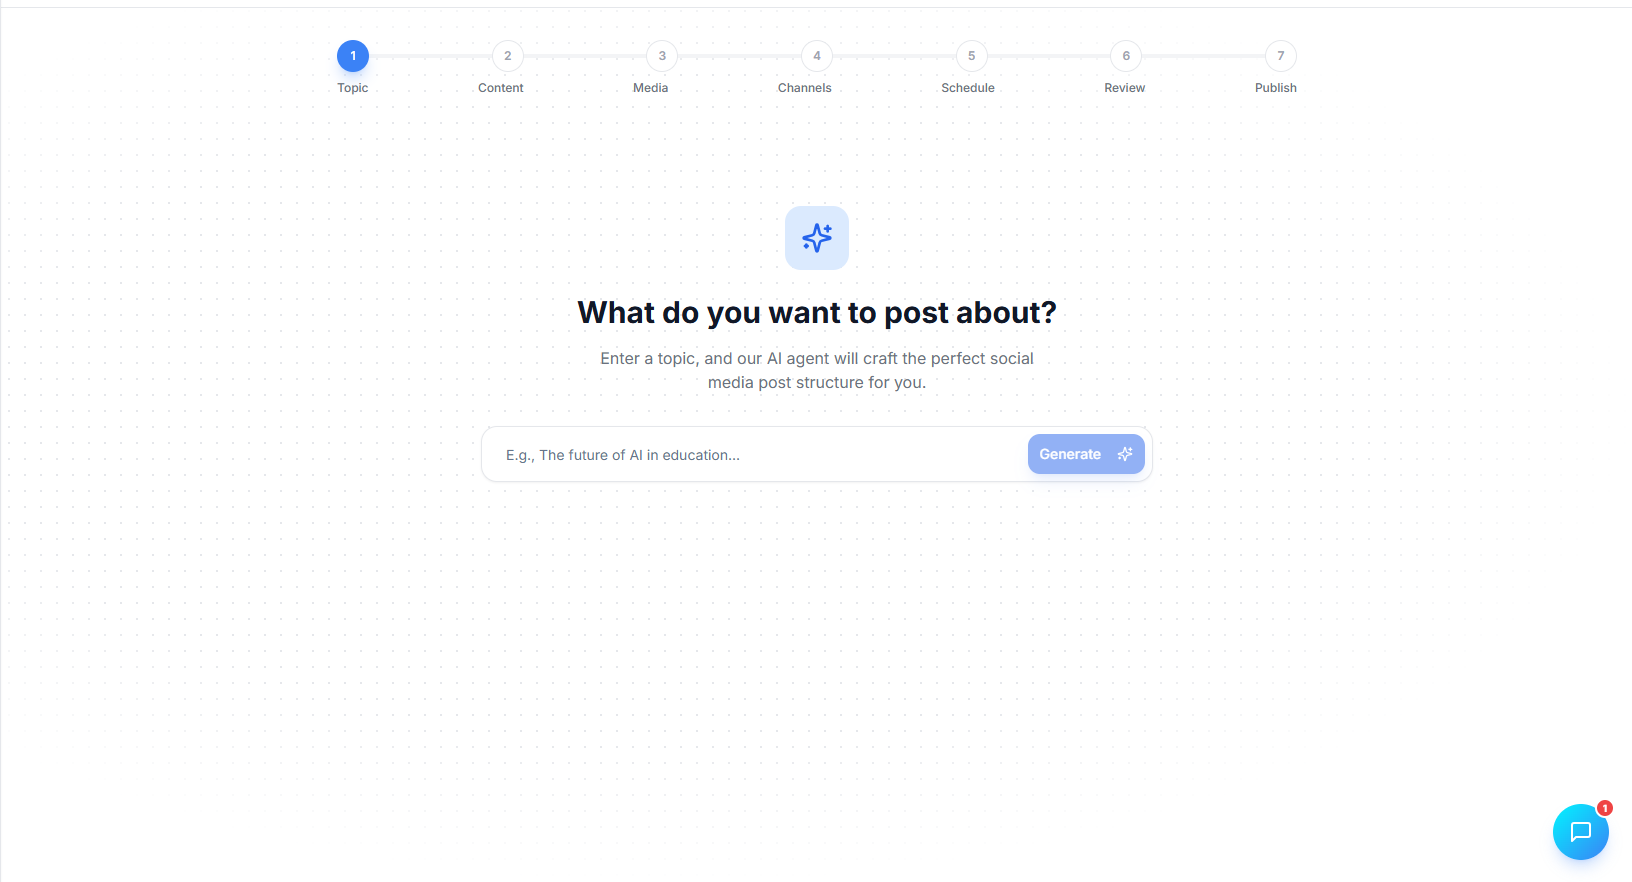 1 2 3 4 5 6 7
Topic Content Media Channels Schedule Review Publish
What do you want to post about?
Enter a topic, and our AI agent will craft the perfect social
media post structure for you.
E.g., The future of AI in education... Generate
1